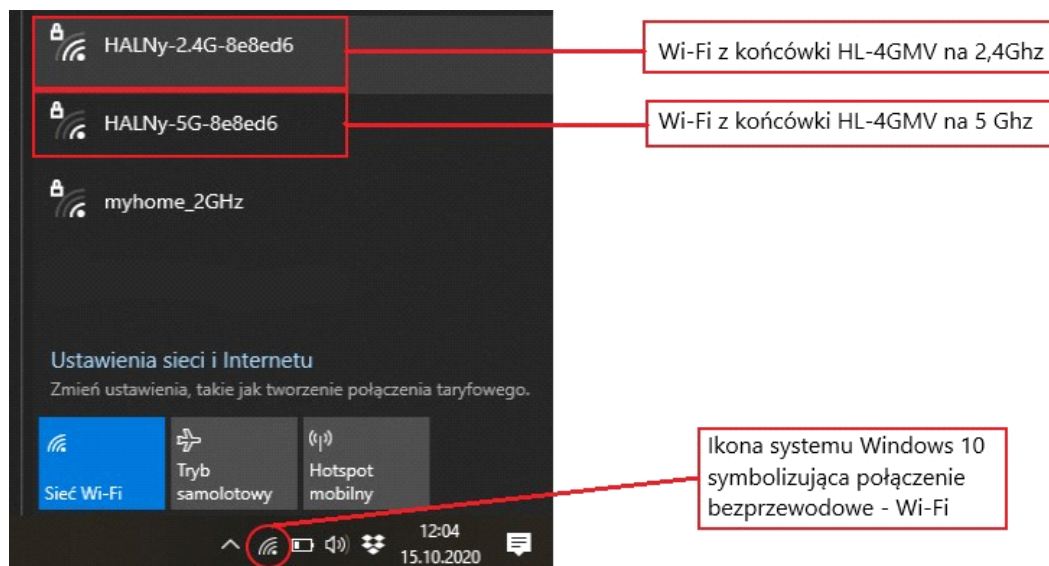 HALNy-2.4G-8e8ed6
Wi-Fi z końcówki HL-4GMV na 2,4Ghz
HALNy-5G-8e8ed6
Wi-Fi z końcówki HL-4GMV na 5 Ghz
myhome_2GHz
Ustawienia sieci i Internetu
Zmień ustawienia, takie jak tworzenie połączenia taryfowego.
Sieć Wi-Fi
Tryb
samolotowy
Hotspot
mobilny
Ikona systemu Windows 10
symbolizująca połączenie
bezprzewodowe - Wi-Fi
12:04
15.10.2020